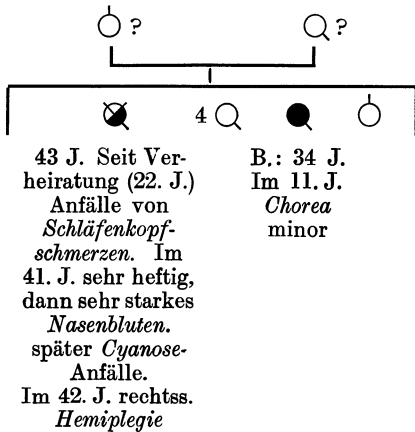 ? ?
4
43 J. Seit Ver-
heiratung (22. J.)
Anfälle von
Schläfenkopf-
schmerzen. Im
41. J. sehr heftig,
dann sehr starkes
Nasenbluten.
später Cyanose-
Anfälle.
Im 42. J. rechtss.
Hemiplegie
B.: 34 J.
Im 11. J.
Chorea
minor